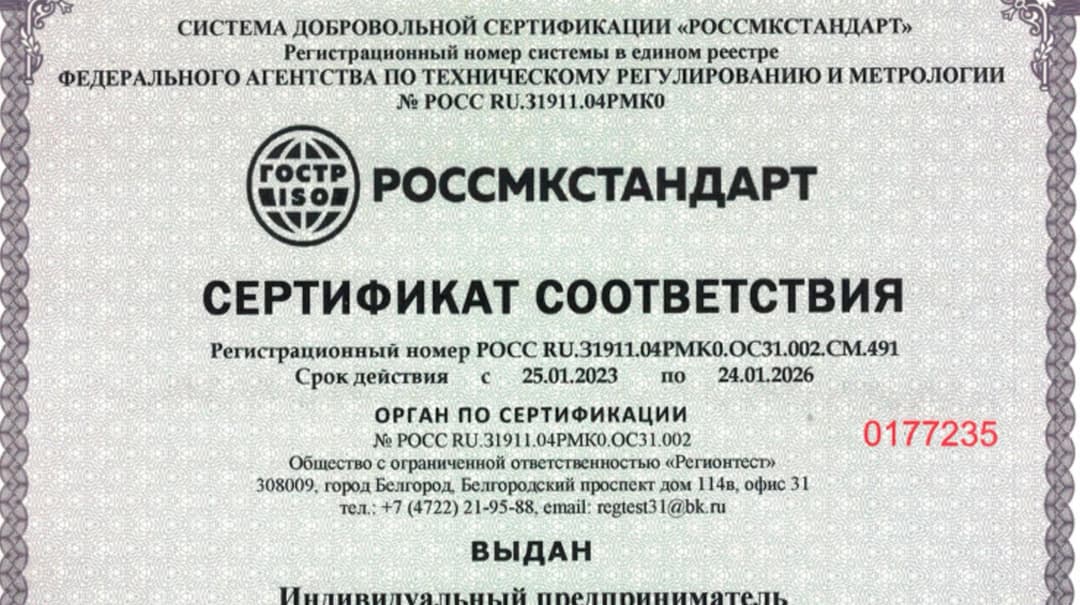 СИСТЕМА ДОБРОВОЛЬНОЙ СЕРТИФИКАЦИИ «РОССМКСТАНДАРТ»
Регистрационный номер системы в едином реестре
ФЕДЕРАЛЬНОГО АГЕНТСТВА ПО ТЕХНИЧЕСКОМУ РЕГУЛИРОВАНИЮ И МЕТРОЛОГИИ
№ РОСС RU.З1911.04РМК0
ГОСТР
ISO
РОССМКСТАНДАРТ
СЕРТИФИКАТ СООТВЕТСТВИЯ
Регистрационный номер РОСС RU.З1911.04РМК0.ОС31.002.СМ.491
Срок действия с 25.01.2023 по 24.01.2026
ОРГАН ПО СЕРТИФИКАЦИИ
№ РОСС RU.З1911.04РМК0.ОС31.002
0177235
Общество с ограниченной ответственностью «Регионтест»
308009, город Белгород, Белгородский проспект дом 114в, офис 31
тел.: +7 (4722) 21-95-88, email: regtest31@bk.ru
ВЫДАН
Индивидуальный предприниматель